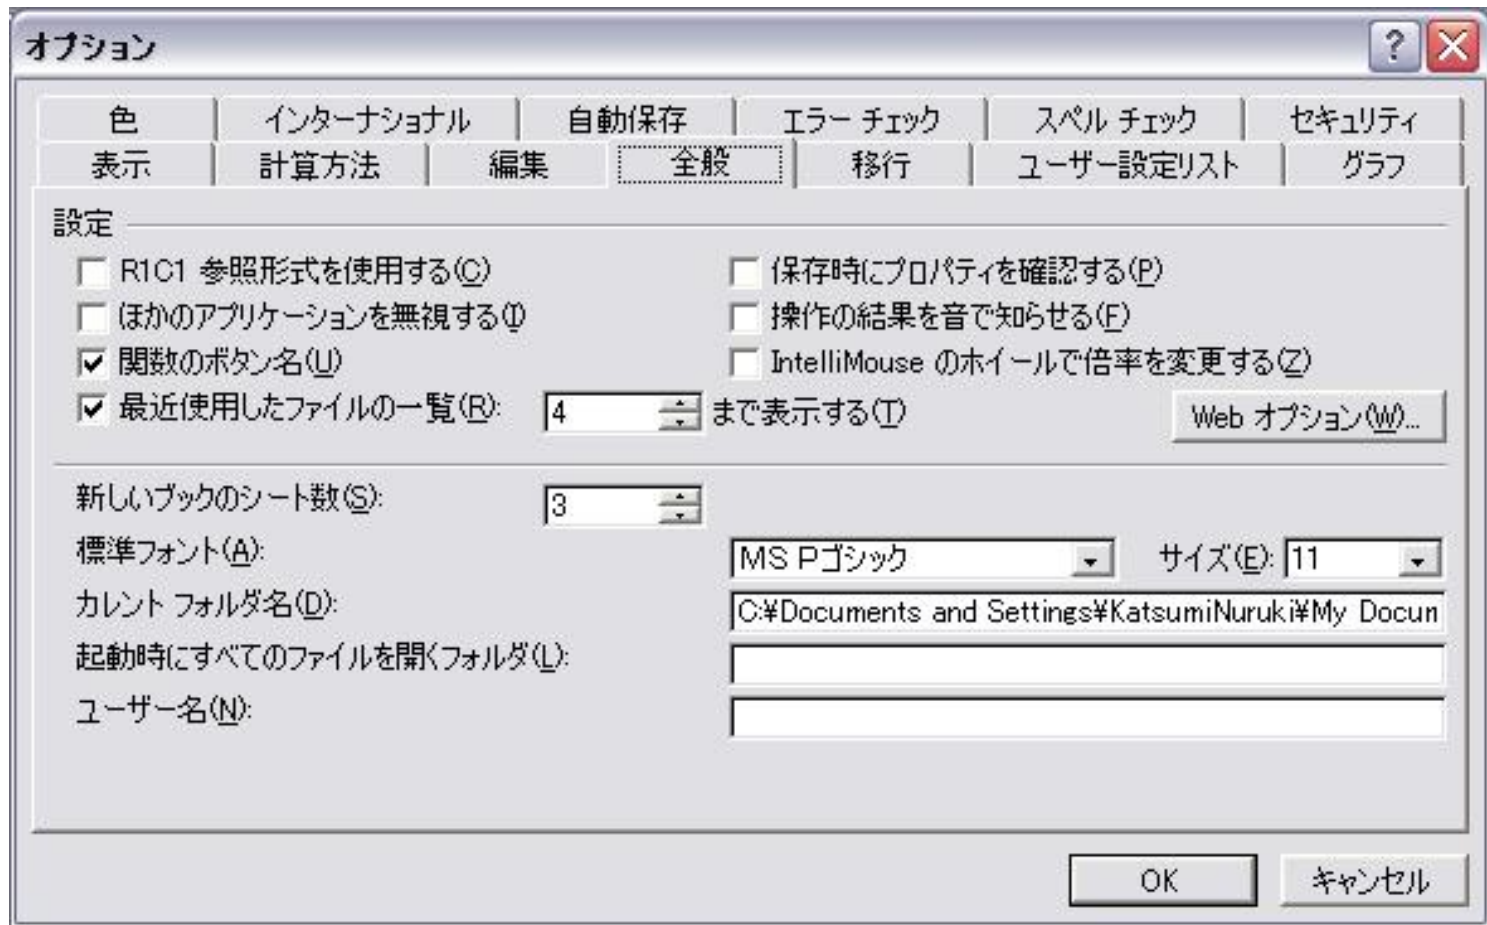 オプション
?
色 インターナショナル 自動保存 エラー チェック スペル チェック セキュリティ
表示 計算方法 編集 全般 移行 ユーザー設定リスト グラフ
設定
R1C1 参照形式を使用する(C) 保存時にプロパティを確認する(P)
ほかのアプリケーションを無視する(I) 操作の結果を音で知らせる(F)
関数のボタン名(U) IntelliMouse のホイールで倍率を変更する(Z)
最近使用したファイルの一覧(R): 4 まで表示する(T) Web オプション(W)...
新しいブックのシート数(S): 3
標準フォント(A): MS Pゴシック サイズ(E): 11
カレント フォルダ名(D): C:¥Documents and Settings¥KatsumiNuruki¥My Docum
起動時にすべてのファイルを開くフォルダ(L):
ユーザー名(N):
OK キャンセル